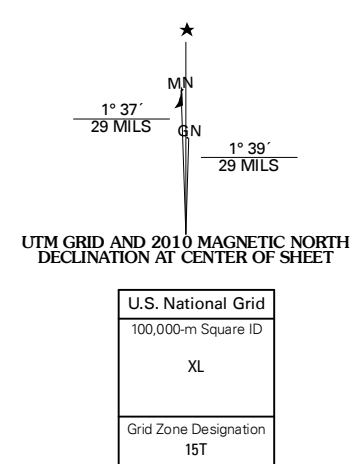 MN
1° 37´
29 MILS
GN
1° 39´
29 MILS
UTM GRID AND 2010 MAGNETIC NORTH
DECLINATION AT CENTER OF SHEET
U.S. National Grid
100,000-m Square ID
XL
Grid Zone Designation
15T